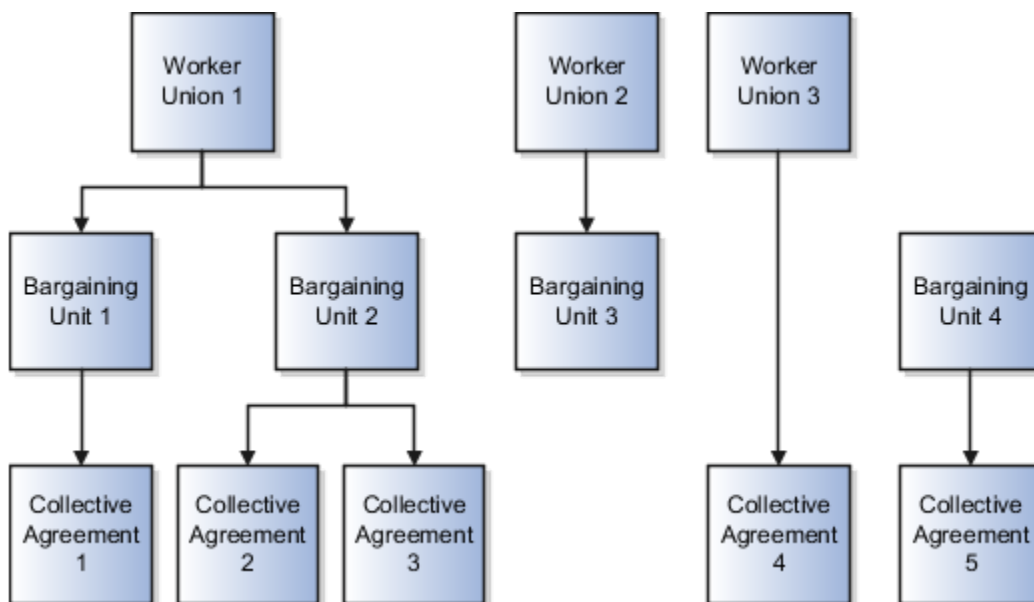 Worker
Union 1
Worker
Union 2
Worker
Union 3
Bargaining
Unit 1
Bargaining
Unit 2
Bargaining
Unit 3
Bargaining
Unit 4
Collective
Agreement
1
Collective
Agreement
2
Collective
Agreement
3
Collective
Agreement
4
Collective
Agreement
5